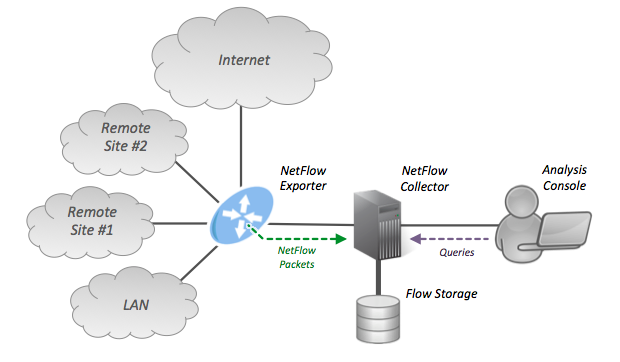 Internet
Remote
Site #2
NetFlow
Exporter
NetFlow
Collector
Analysis
Console
Remote
Site #1
NetFlow
Packets
Queries
LAN
Flow Storage